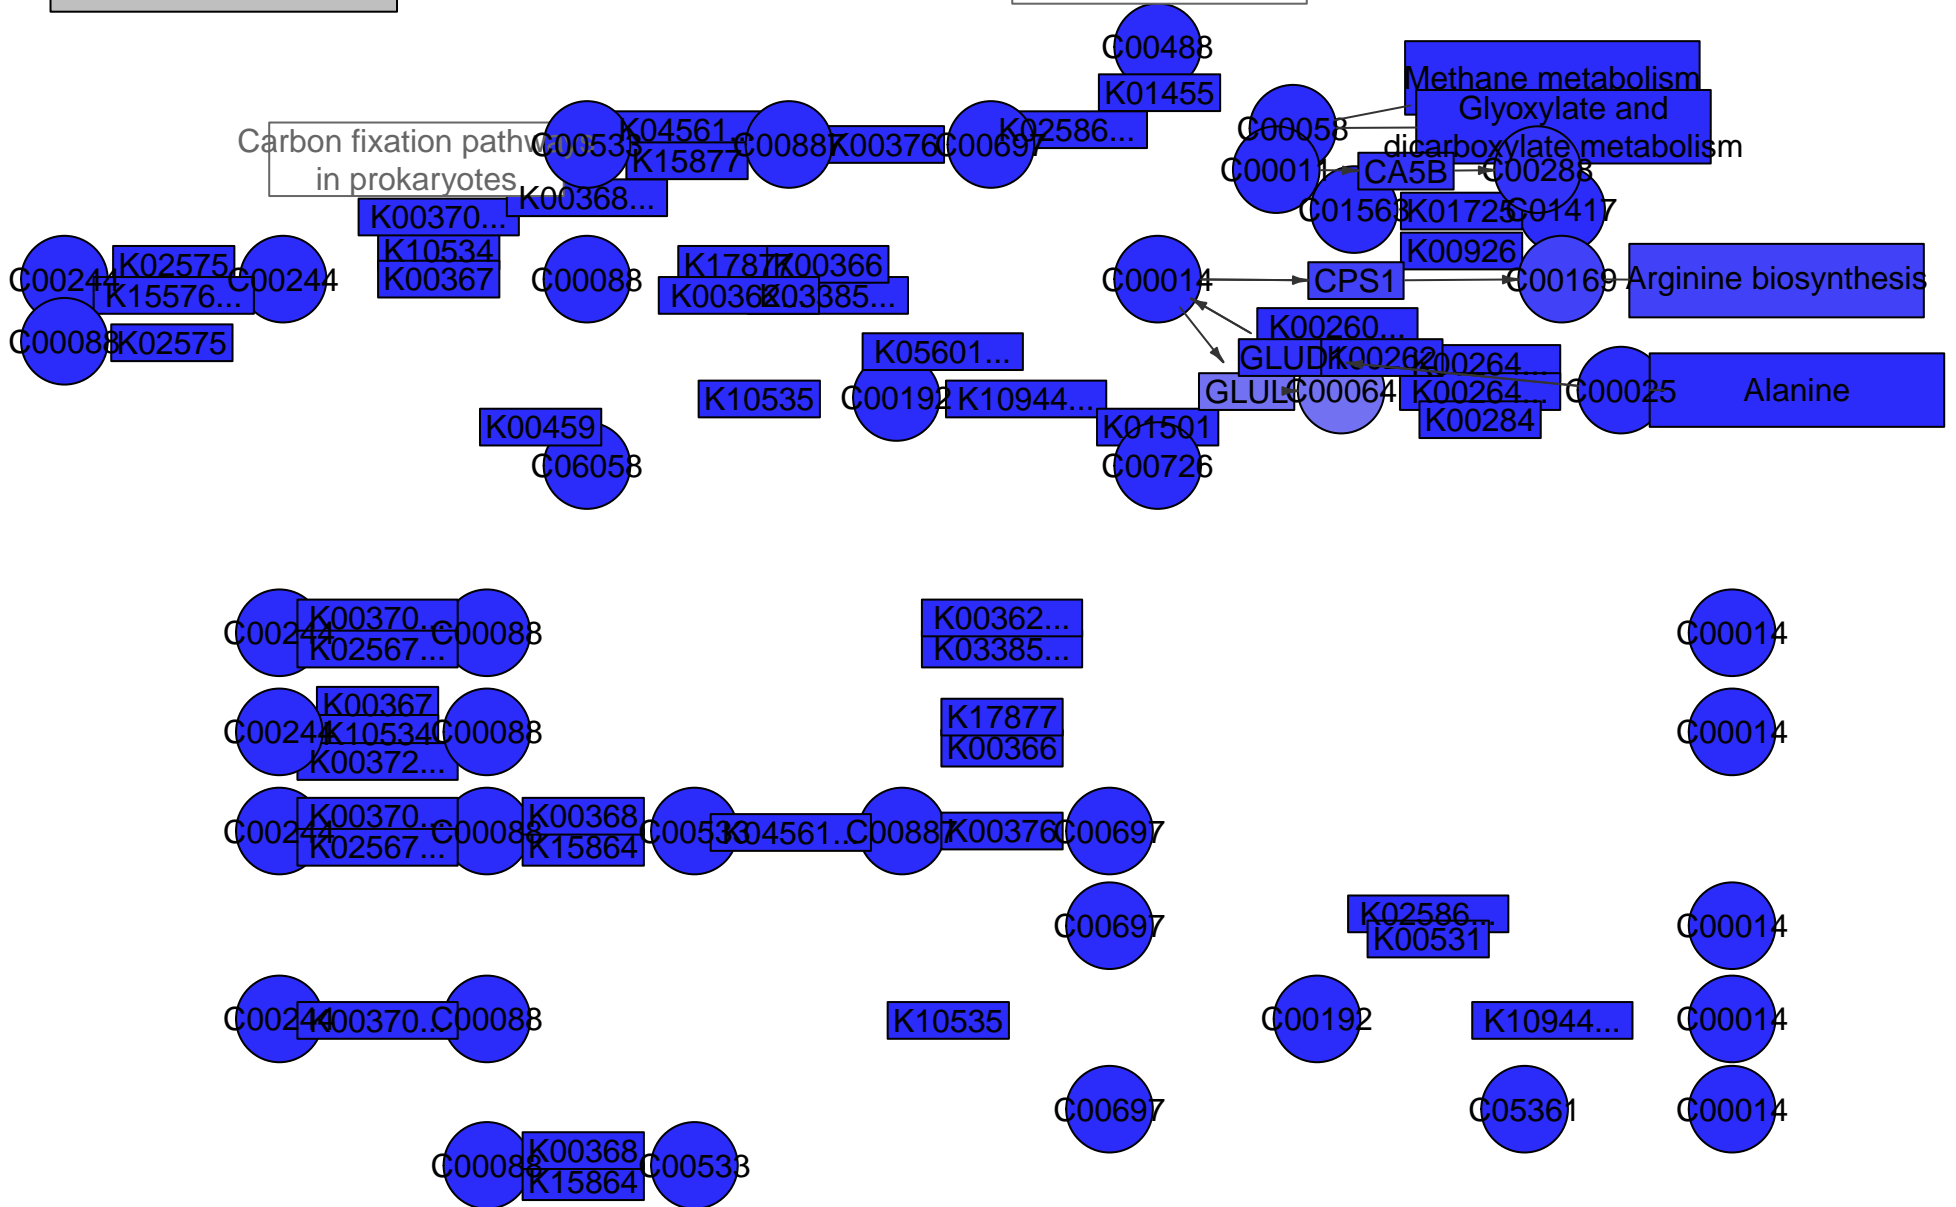 C00488
K01455
Methane metabolism
Glyoxylate and
dicarboxylate metabolism
C00058
Carbon fixation pathways
in prokaryotes
C00533
K04561...
K15877
C00887
K00376
C00697
K02586...
C00011
CA5B
C00288
K00368...
K00370...
K10534
K00367
C01563
K01725
C01417
K00926
C00244
K02575
K15576...
C00244
C00088
K17877
K00366
K00362...
K03385...
C00014
CPS1
C00169
Arginine biosynthesis
C00088
K02575
K05601...
K00260...
GLUD1
K00262
K00264...
K10535
C00192
K10944...
GLUL
C00064
K00264...
K00284
C00025
Alanine
K00459
C06058
K01501
C00726
C00244
K00370...
K02567...
C00088
K00362...
K03385...
C00014
C00244
K00367
K10534
K00372...
C00088
K17877
K00366
C00014
C00244
K00370...
K02567...
C00088
K00368
K15864
C00533
K04561...
C00887
K00376
C00697
C00697
K02586...
K00531
C00014
C00244
K00370...
C00088
K10535
C00192
K10944...
C00014
C00697
C05361
C00014
C00088
K00368
K15864
C00533